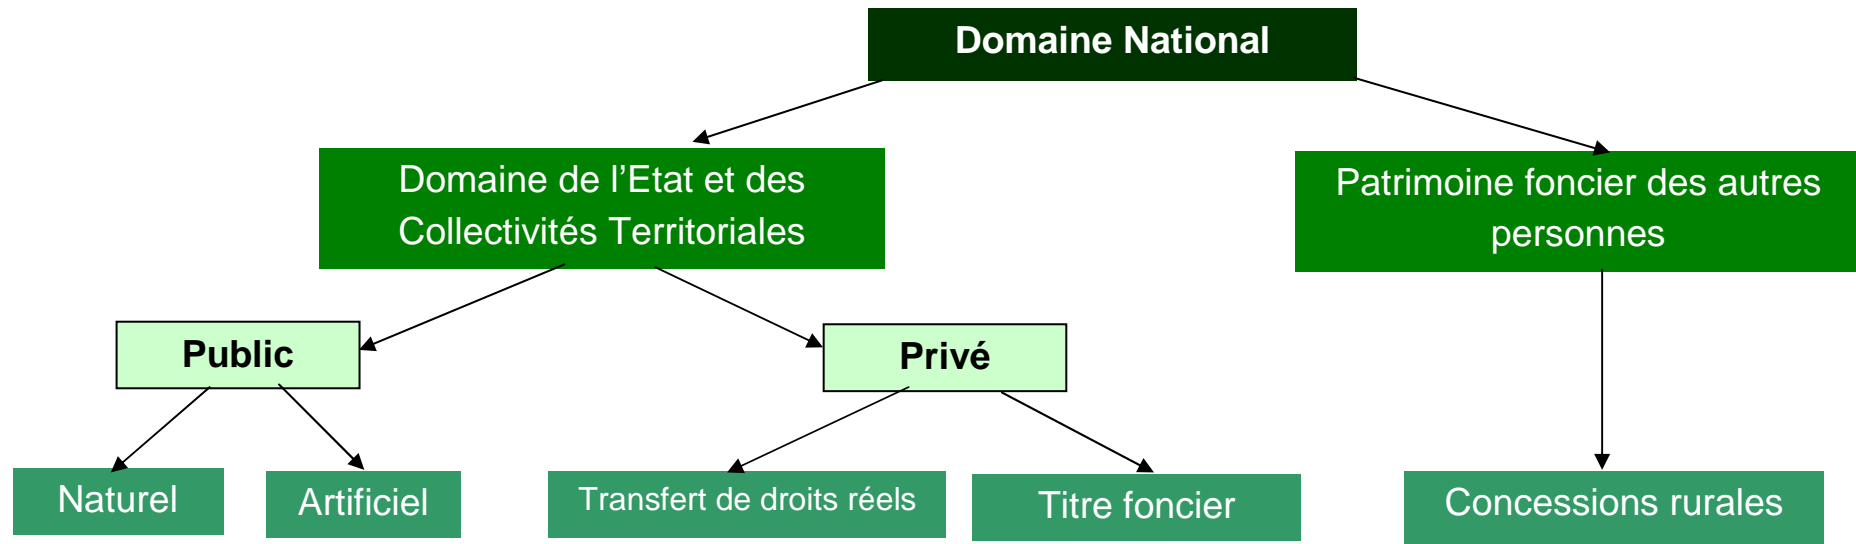 Domaine National
Domaine de l'Etat et des
Collectivités Territoriales
Patrimoine foncier des autres
personnes
Public
Privé
Naturel
Artificiel
Transfert de droits réels
Titre foncier
Concessions rurales